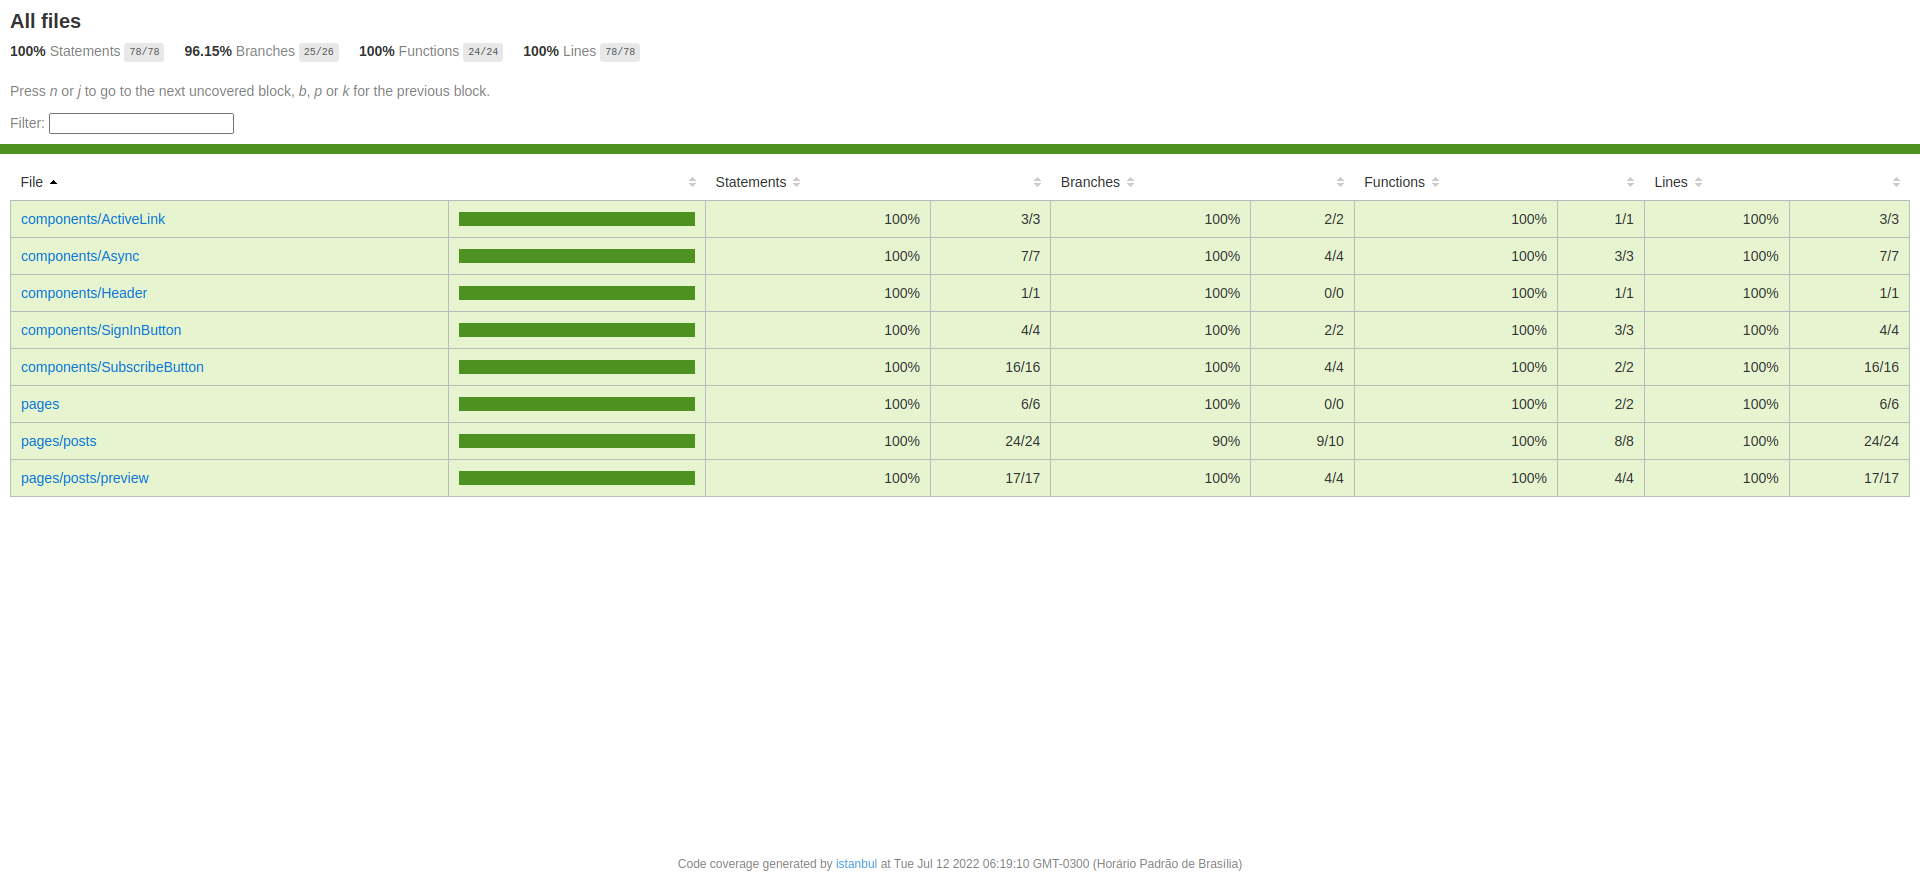 All files
100% Statements 78/78 96.15% Branches 25/26 100% Functions 24/24 100% Lines 78/78
Press n or j to go to the next uncovered block, b, p or k for the previous block.
Filter:
File Statements Branches Functions Lines
components/ActiveLink 100% 3/3 100% 2/2 100% 1/1 100% 3/3
components/Async 100% 7/7 100% 4/4 100% 3/3 100% 7/7
components/Header 100% 1/1 100% 0/0 100% 1/1 100% 1/1
components/SignInButton 100% 4/4 100% 2/2 100% 3/3 100% 4/4
components/SubscribeButton 100% 16/16 100% 4/4 100% 2/2 100% 16/16
pages 100% 6/6 100% 0/0 100% 2/2 100% 6/6
pages/posts 100% 24/24 90% 9/10 100% 8/8 100% 24/24
pages/posts/preview 100% 17/17 100% 4/4 100% 4/4 100% 17/17
Code coverage generated by istanbul at Tue Jul 12 2022 06:19:10 GMT-0300 (Horário Padrão de Brasília)